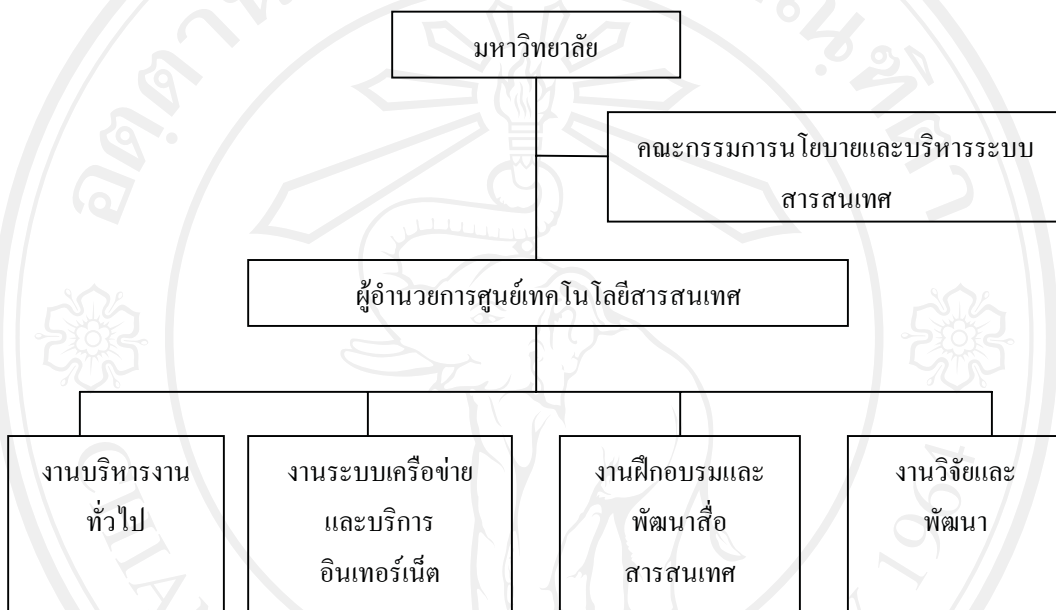 มหาวิทยาลัย
คณะกรรมการนโยบายและบริหารระบบ
สารสนเทศ
ผู้อำนวยการศูนย์เทคโนโลยีสารสนเทศ
งานบริหารงาน
ทั่วไป
งานระบบเครือข่าย
และบริการ
อินเทอร์เน็ต
งานฝึกอบรมและ
พัฒนาสื่อ
สารสนเทศ
งานวิจัยและ
พัฒนา
1964